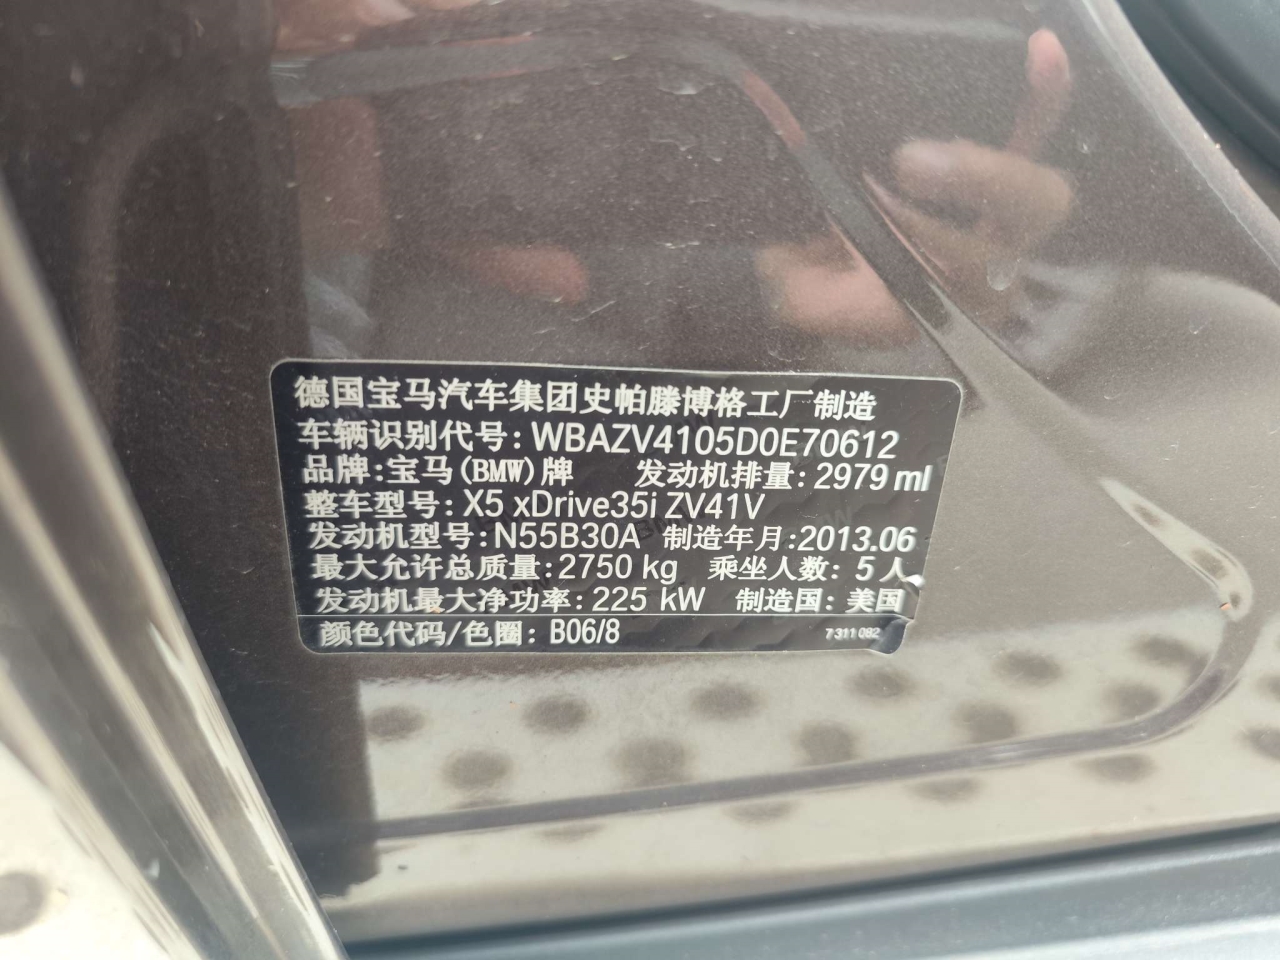 德国宝马汽车集团史帕滕博格工厂制造
车辆识别代号: WBAZV4105D0E70612
品牌: 宝马(BMW)牌 发动机排量: 2979 ml
整车型号: X5 xDrive35i ZV41V
发动机型号: N55B30A 制造年月: 2013.06
最大允许总质量: 2750 kg 乘坐人数: 5人
发动机最大净功率: 225 kW 制造国: 美国
颜色代码/色圈: B06/8 7 311 082